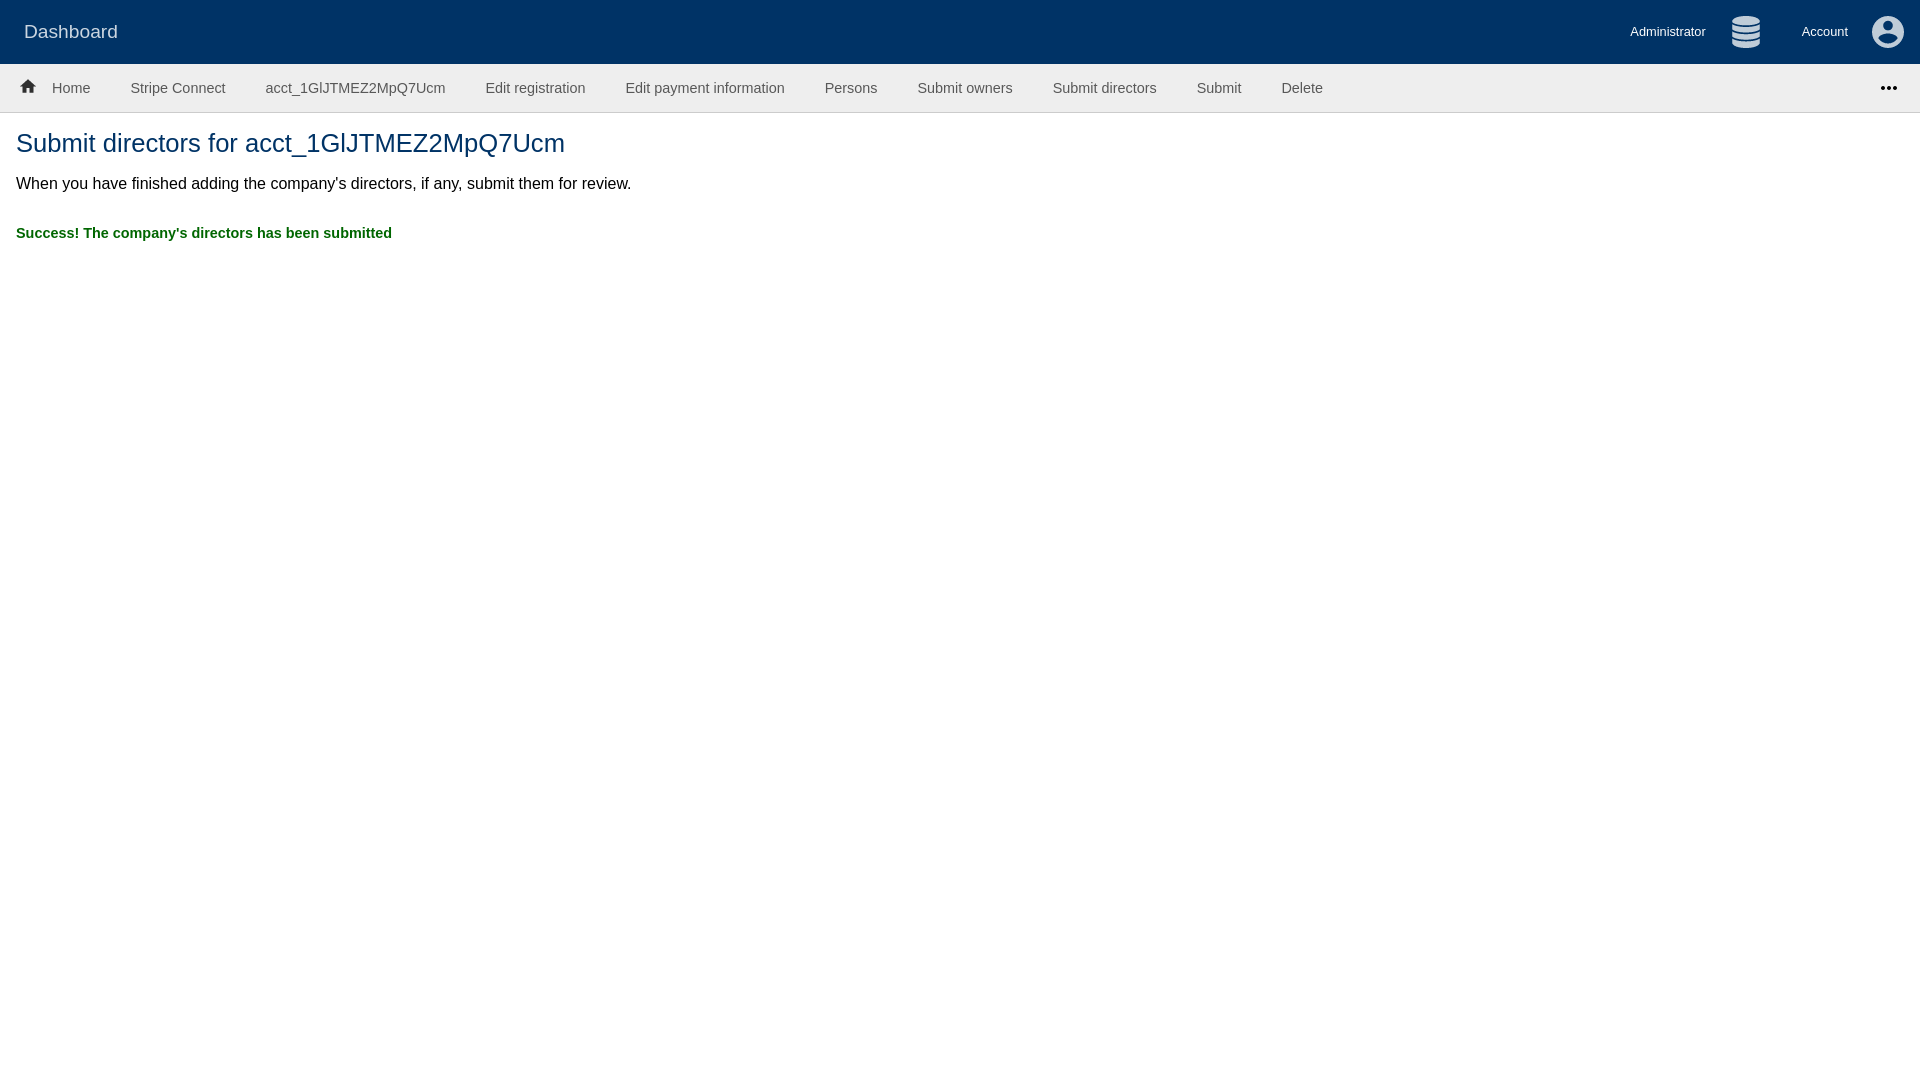 Dashboard
Administrator
Account
Home
Stripe Connect
acct_1GlJTMEZ2MpQ7Ucm
Edit registration
Edit payment information
Persons
Submit owners
Submit directors
Submit
Delete
Submit directors for acct_1GlJTMEZ2MpQ7Ucm
When you have finished adding the company's directors, if any, submit them for review.
Success! The company's directors has been submitted